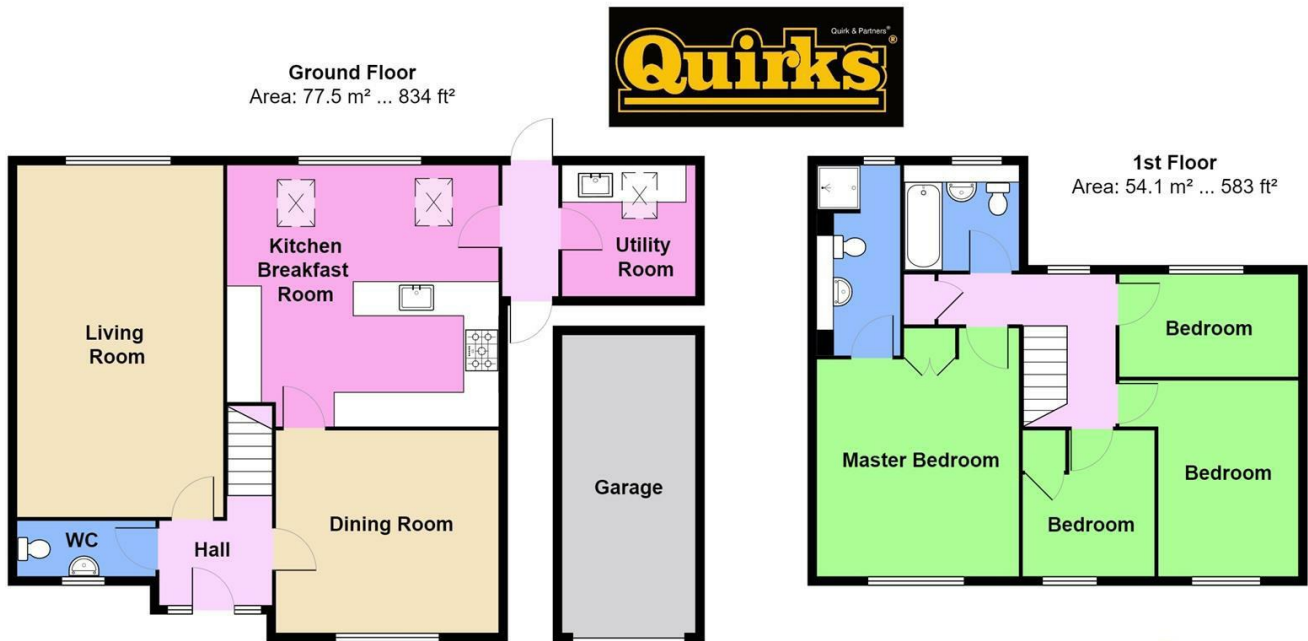 Quirk & Partners®
Quirks®
Ground Floor
Area: 77.5 m² ... 834 ft²
1st Floor
Area: 54.1 m² ... 583 ft²
Kitchen
Breakfast
Room
Utility
Room
Living
Room
Dining Room
WC
Hall
Garage
Bedroom
Master Bedroom
Bedroom
Bedroom